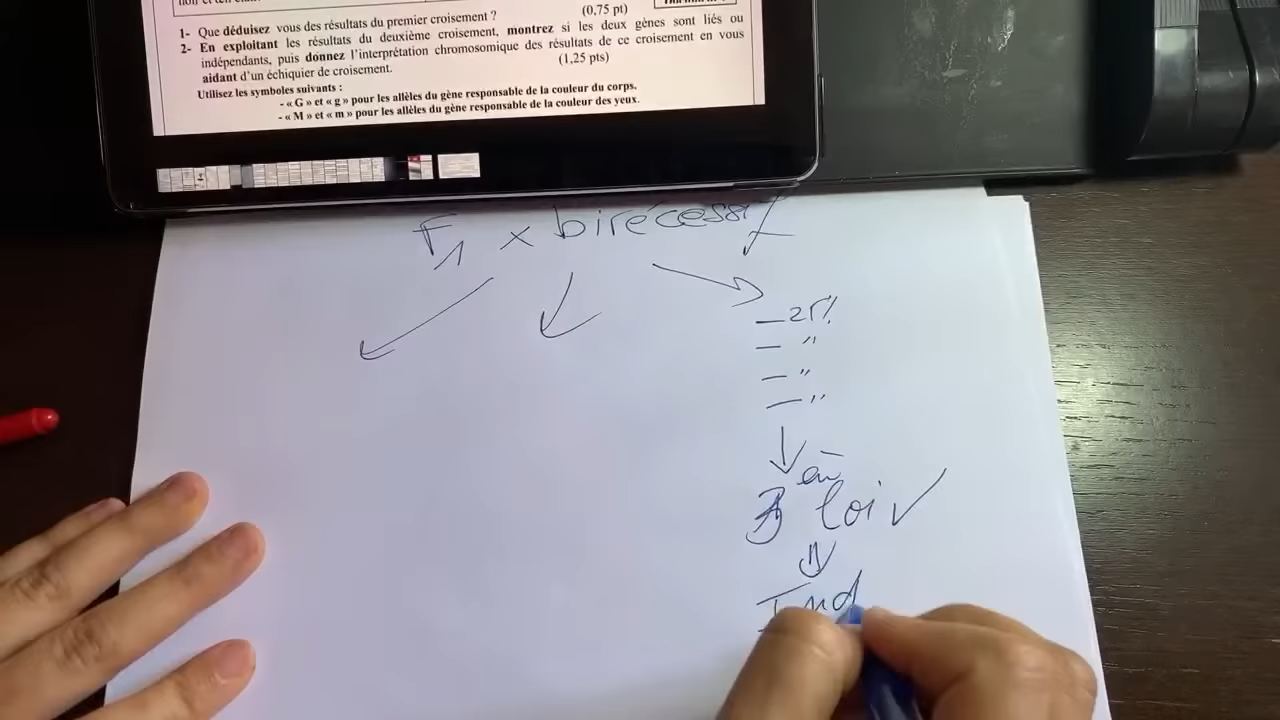 1- Que déduisez vous des résultats du premier croisement ? (0,75 pt)
2- En exploitant les résultats du deuxième croisement, montrez si les deux gènes sont liés ou
indépendants, puis donnez l'interprétation chromosomique des résultats de ce croisement en vous
aidant d'un échiquier de croisement. (1,25 pts)
Utilisez les symboles suivants :
- « G » et « g » pour les allèles du gène responsable de la couleur du corps.
- « M » et « m » pour les allèles du gène responsable de la couleur des yeux.
F1 × birécessif
— 25%
— "
— "
— "
3 ème loi ✓
Ind